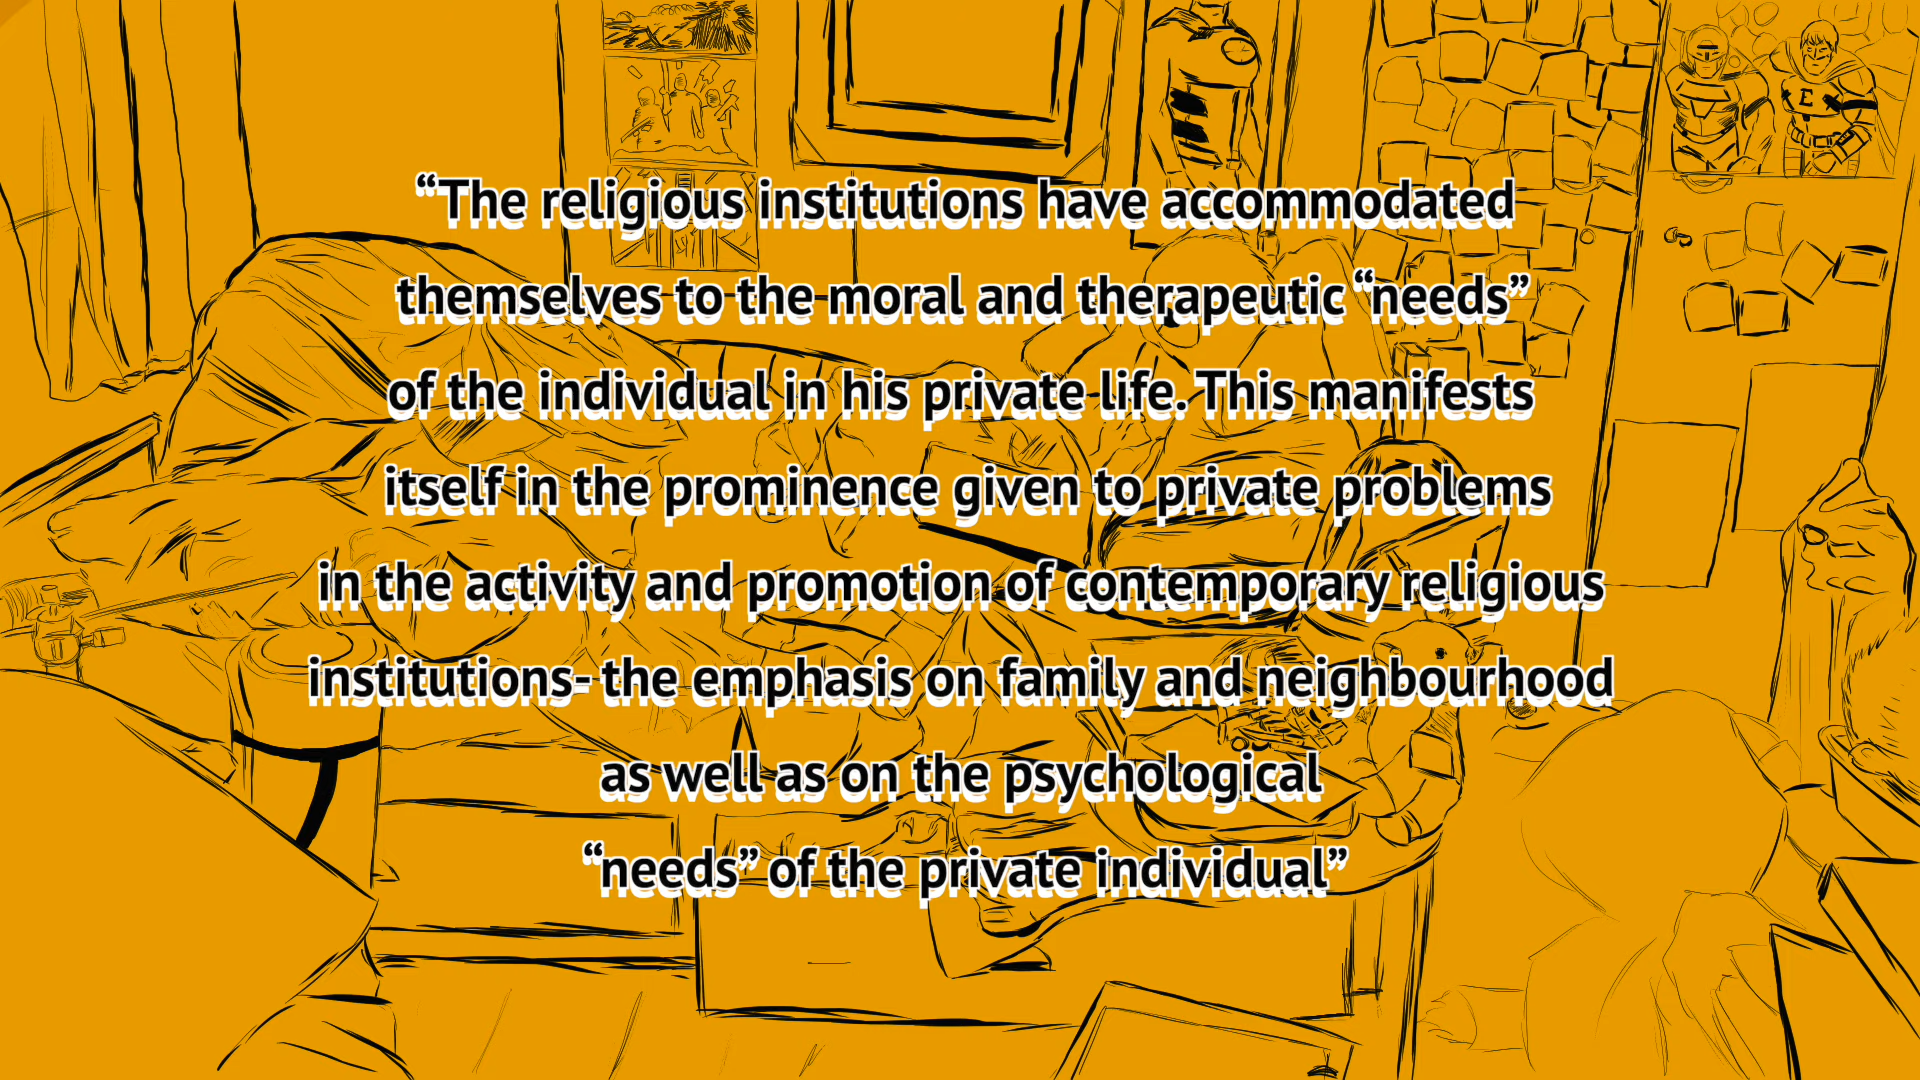 “The religious institutions have accommodated
themselves to the moral and therapeutic “needs”
of the individual in his private life. This manifests
itself in the prominence given to private problems
in the activity and promotion of contemporary religious
institutions- the emphasis on family and neighbourhood
as well as on the psychological
“needs” of the private individual”
E